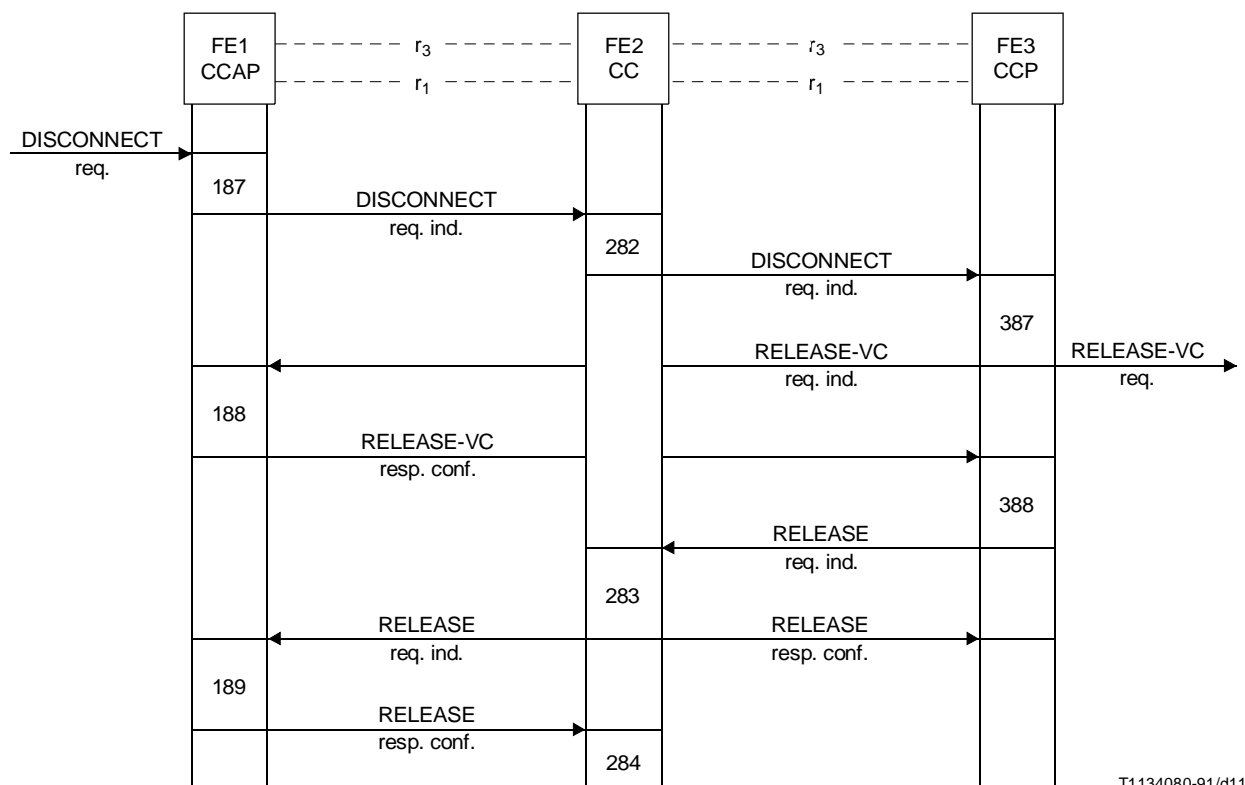 FE1
CCAP
r3
r1
FE2
CC
r3
r1
FE3
CCP
DISCONNECT
req.
187
DISCONNECT
req. ind.
282
DISCONNECT
req. ind.
387
RELEASE-VC
req. ind.
RELEASE-VC
req.
188
RELEASE-VC
resp. conf.
388
RELEASE
req. ind.
283
RELEASE
req. ind.
RELEASE
resp. conf.
189
RELEASE
resp. conf.
284
T1134080-91/d11